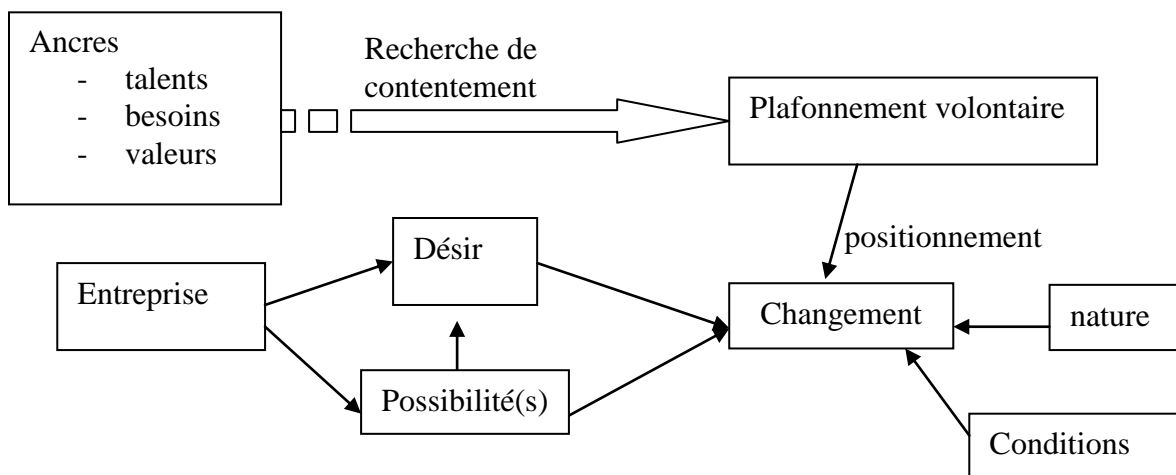 Ancres
- talents
- besoins
- valeurs
Recherche de
contentement
Plafonnement volontaire
positionnement
Désir
Entreprise
Changement
nature
Possibilité(s)
Conditions